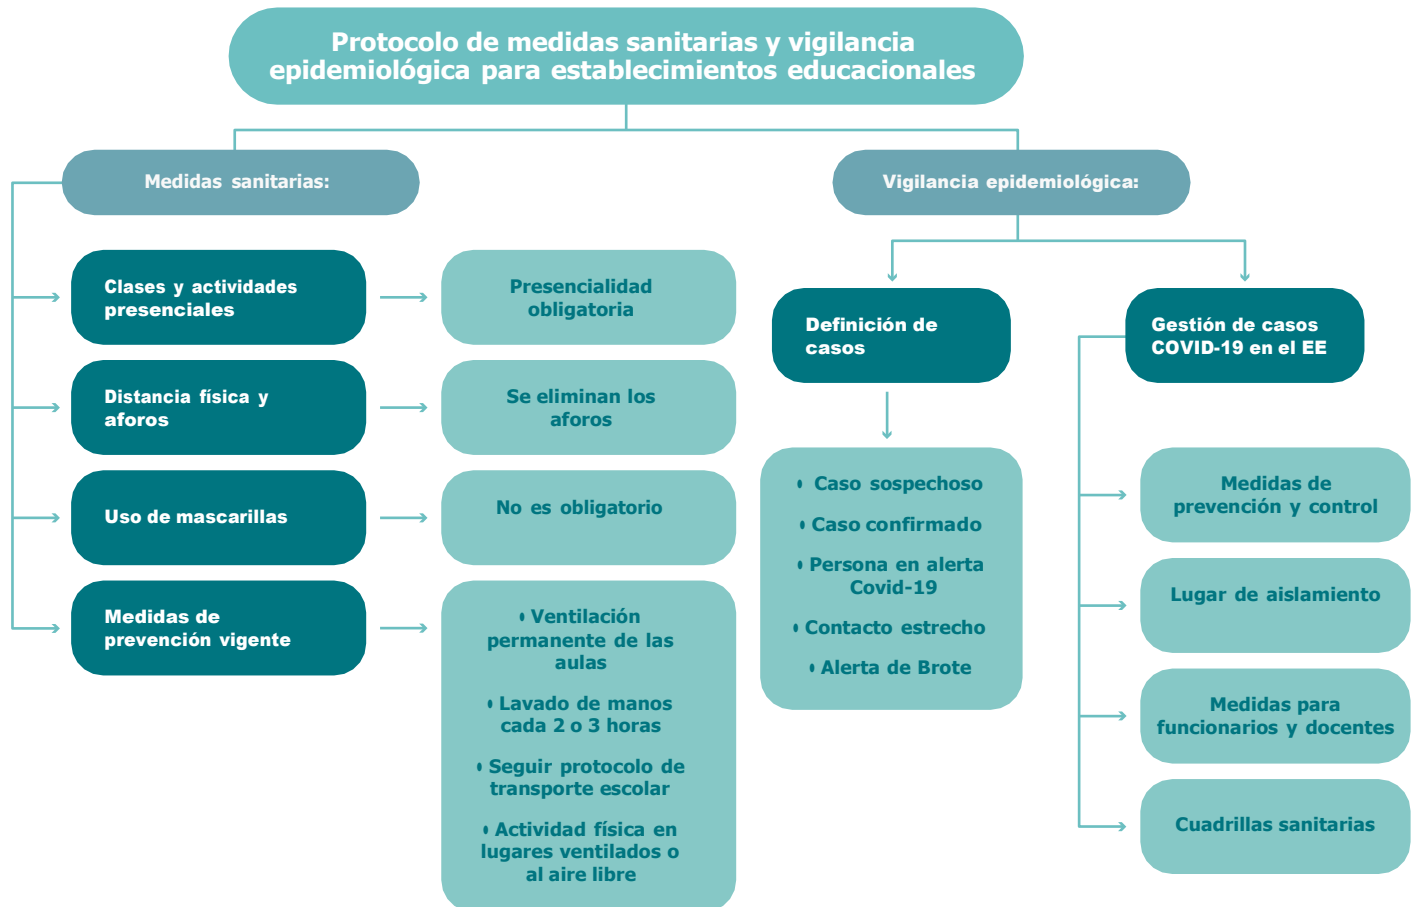 Protocolo de medidas sanitarias y vigilancia
epidemiológica para establecimientos educacionales
Medidas sanitarias:
Clases y actividades
presenciales
Presencialidad
obligatoria
Distancia física y
aforos
Se eliminan los
aforos
Uso de mascarillas
No es obligatorio
Medidas de
prevención vigente
• Ventilación
permanente de las
aulas
• Lavado de manos
cada 2 o 3 horas
• Seguir protocolo de
transporte escolar
• Actividad física en
lugares ventilados o
al aire libre
Vigilancia epidemiológica:
Definición de
casos
• Caso sospechoso
• Caso confirmado
• Persona en alerta
Covid-19
• Contacto estrecho
• Alerta de Brote
Gestión de casos
COVID-19 en el EE
Medidas de
prevención y control
Lugar de aislamiento
Medidas para
funcionarios y docentes
Cuadrillas sanitarias